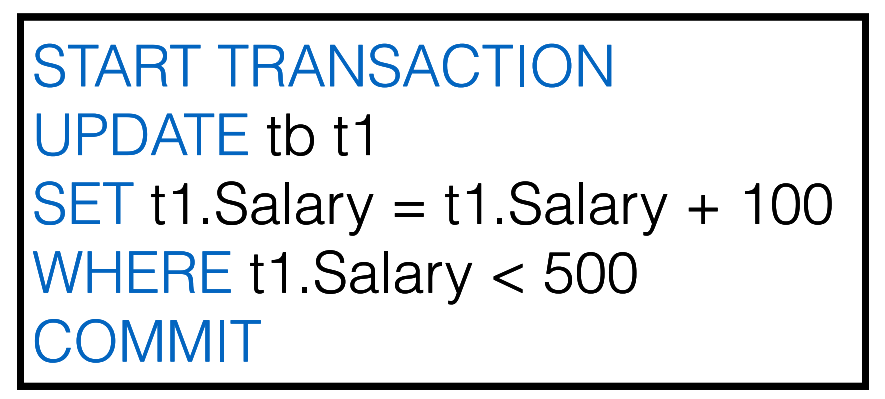 START TRANSACTION
UPDATE tb t1
SET t1.Salary = t1.Salary + 100
WHERE t1.Salary < 500
COMMIT